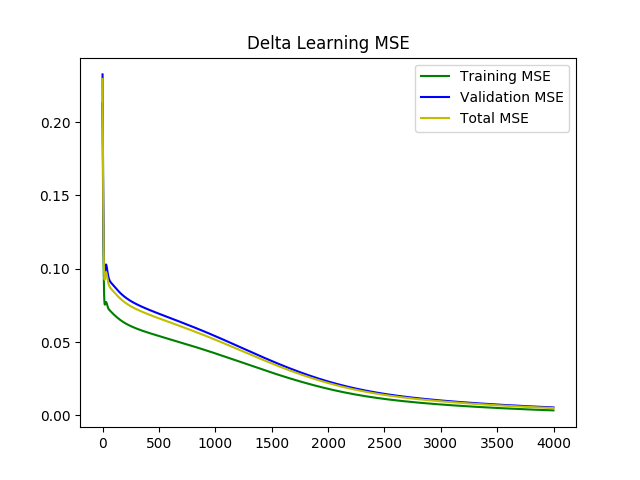 Delta Learning MSE
Training MSE
Validation MSE
Total MSE
0.20
0.15
0.10
0.05
0.00
0 500 1000 1500 2000 2500 3000 3500 4000